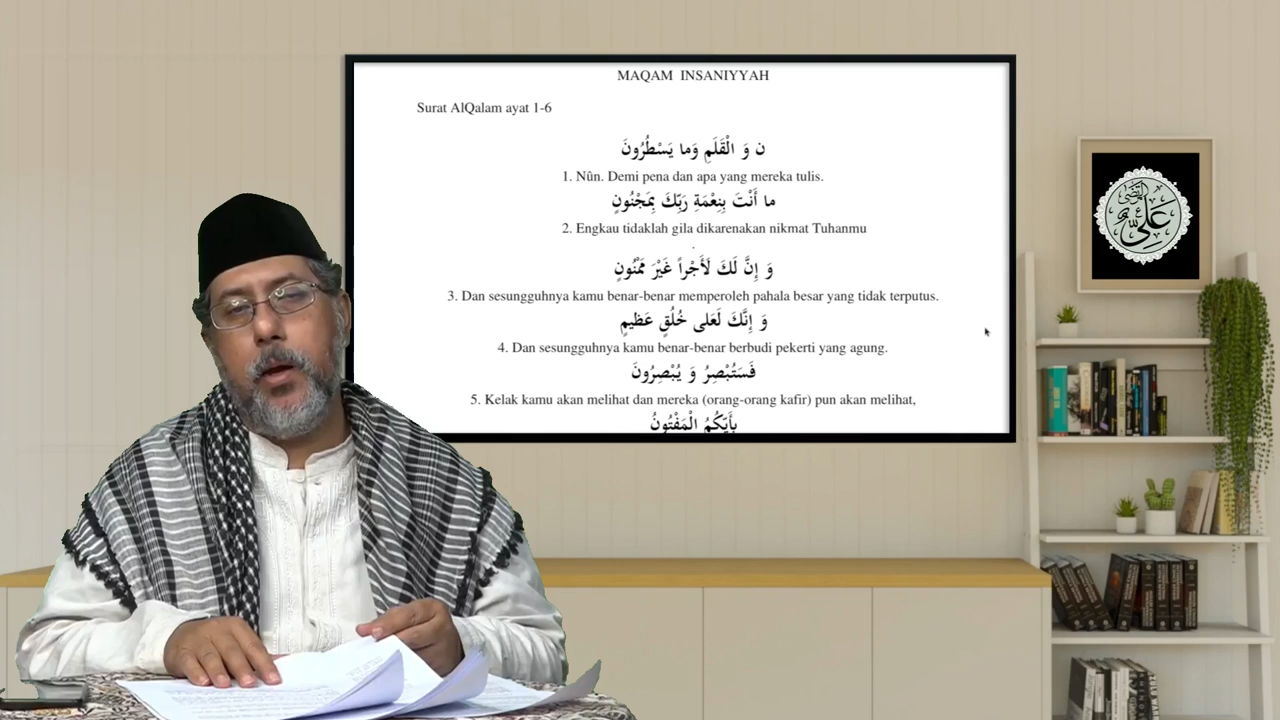 MAQAM INSANIYYAH
Surat AlQalam ayat 1-6
ن وَ الْقَلَمِ وَما يَسْطُرُونَ
1. Nûn. Demi pena dan apa yang mereka tulis.
ما أَنْتَ بِنِعْمَةِ رَبِّكَ بِمَجْنُونٍ
2. Engkau tidaklah gila dikarenakan nikmat Tuhanmu
.
وَ إِنَّ لَكَ لَأَجْراً غَيْرَ مَمْنُونٍ
3. Dan sesungguhnya kamu benar-benar memperoleh pahala besar yang tidak terputus.
وَ إِنَّكَ لَعَلى خُلُقٍ عَظيمٍ
4. Dan sesungguhnya kamu benar-benar berbudi pekerti yang agung.
فَسَتُبْصِرُ وَ يُبْصِرُونَ
5. Kelak kamu akan melihat dan mereka (orang-orang kafir) pun akan melihat,
بِأَيِّكُمُ الْمَفْتُونُ